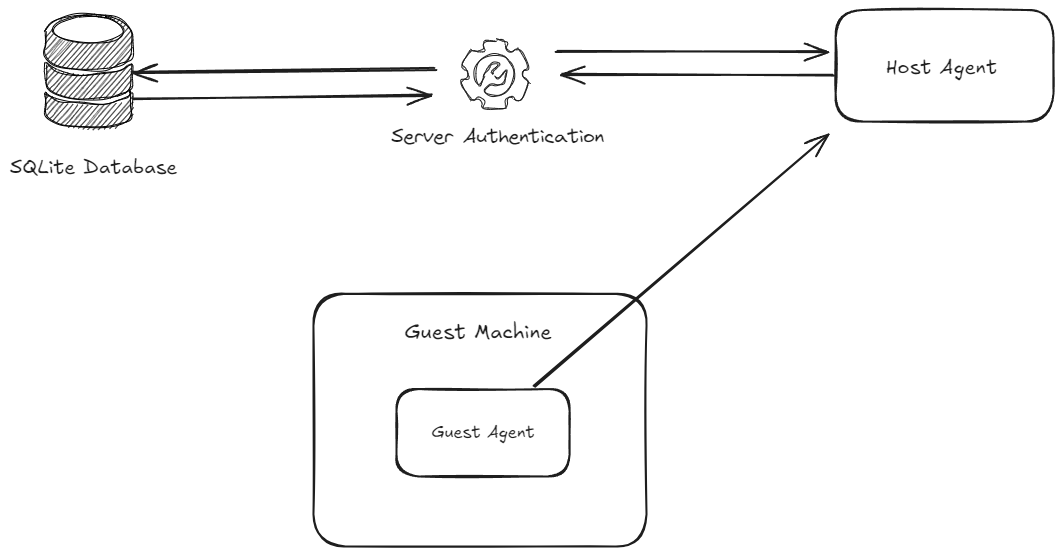 Host Agent
Server Authentication
SQLite Database
Guest Machine
Guest Agent